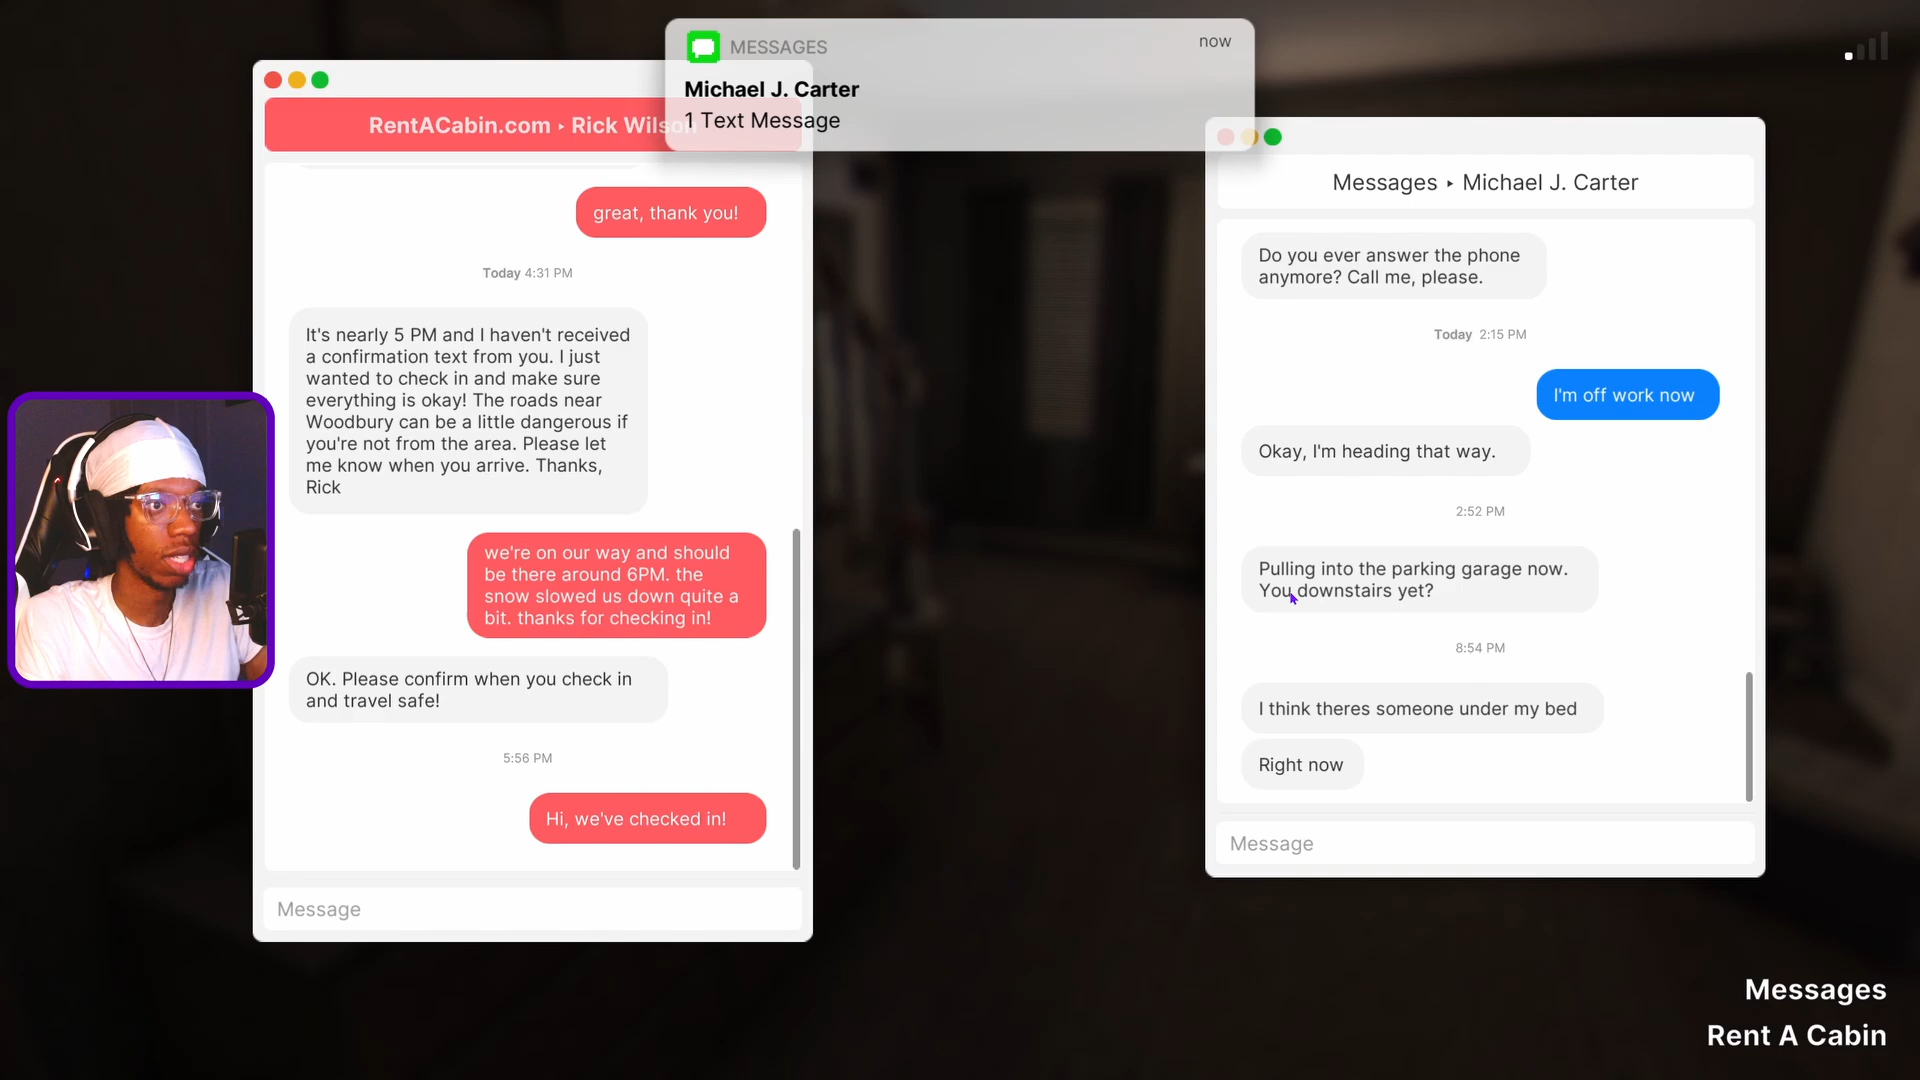 MESSAGES
now
Michael J. Carter
1 Text Message
RentACabin.com ‣ Rick Wilson
great, thank you!
Today 4:31 PM
It's nearly 5 PM and I haven't received
a confirmation text from you. I just
wanted to check in and make sure
everything is okay! The roads near
Woodbury can be a little dangerous if
you're not from the area. Please let
me know when you arrive. Thanks,
Rick
we're on our way and should
be there around 6PM. the
snow slowed us down quite a
bit. thanks for checking in!
OK. Please confirm when you check in
and travel safe!
5:56 PM
Hi, we've checked in!
Message
Messages ‣ Michael J. Carter
Do you ever answer the phone
anymore? Call me, please.
Today 2:15 PM
I'm off work now
Okay, I'm heading that way.
2:52 PM
Pulling into the parking garage now.
You downstairs yet?
8:54 PM
I think theres someone under my bed
Right now
Message
Messages
Rent A Cabin